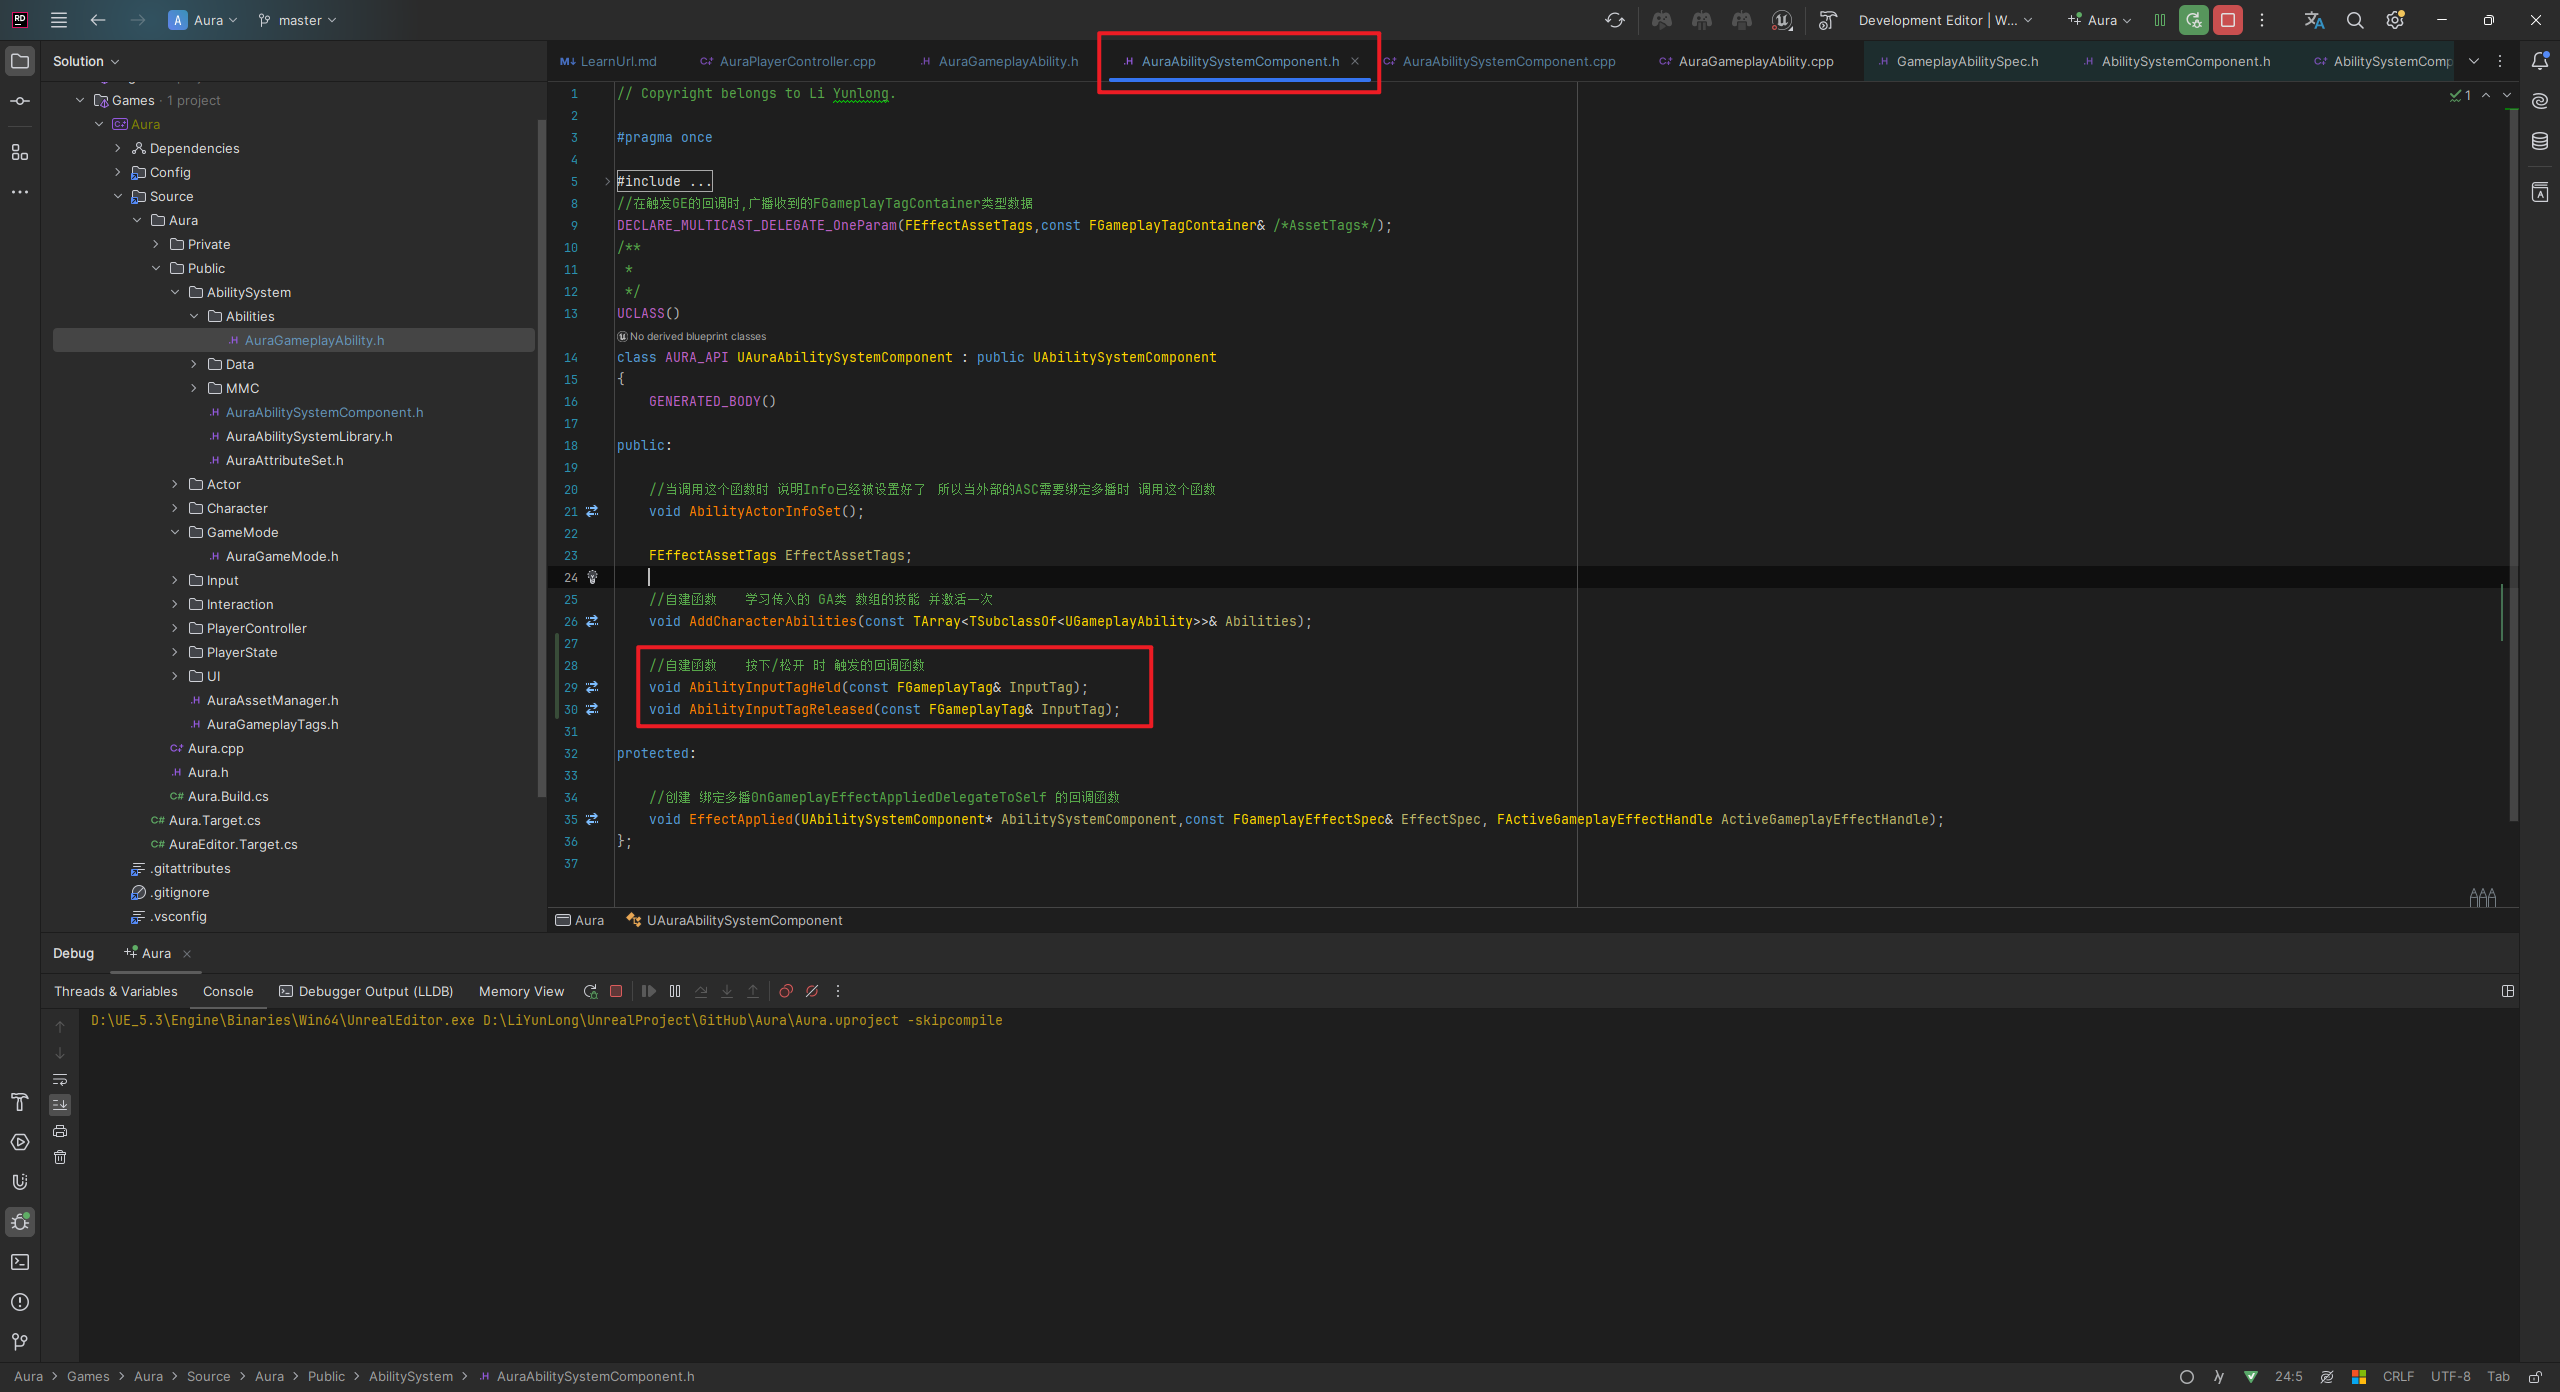 Aura
master
Development Editor | W...
Aura
Solution
LearnUrl.md
AuraPlayerController.cpp
AuraGameplayAbility.h
AuraAbilitySystemComponent.h
AuraAbilitySystemComponent.cpp
AuraGameplayAbility.cpp
GameplayAbilitySpec.h
AbilitySystemComponent.h
AbilitySystemComp
Games · 1 project
Aura
Dependencies
Config
Source
Aura
Private
Public
AbilitySystem
Abilities
AuraGameplayAbility.h
Data
MMC
AuraAbilitySystemComponent.h
AuraAbilitySystemLibrary.h
AuraAttributeSet.h
Actor
Character
GameMode
AuraGameMode.h
Input
Interaction
PlayerController
PlayerState
UI
AuraAssetManager.h
AuraGameplayTags.h
Aura.cpp
Aura.h
Aura.Build.cs
Aura.Target.cs
AuraEditor.Target.cs
.gitattributes
.gitignore
.vsconfig
1 // Copyright belongs to Li Yunlong.
2
3 #pragma once
4
5 #include ...
8 //在触发GE的回调时,广播收到的FGameplayTagContainer类型数据
9 DECLARE_MULTICAST_DELEGATE_OneParam(FEffectAssetTags,const FGameplayTagContainer& /*AssetTags*/);
10 /**
11 *
12 */
13 UCLASS()
No derived blueprint classes
14 class AURA_API UAuraAbilitySystemComponent : public UAbilitySystemComponent
15 {
16 GENERATED_BODY()
17
18 public:
19
20 //当调用这个函数时 说明Info已经被设置好了 所以当外部的ASC需要绑定多播时 调用这个函数
21 void AbilityActorInfoSet();
22
23 FEffectAssetTags EffectAssetTags;
24
25 //自建函数 学习传入的 GA类 数组的技能 并激活一次
26 void AddCharacterAbilities(const TArray<TSubclassOf<UGameplayAbility>>& Abilities);
27
28 //自建函数 按下/松开 时 触发的回调函数
29 void AbilityInputTagHeld(const FGameplayTag& InputTag);
30 void AbilityInputTagReleased(const FGameplayTag& InputTag);
31
32 protected:
33
34 //创建 绑定多播OnGameplayEffectAppliedDelegateToSelf 的回调函数
35 void EffectApplied(UAbilitySystemComponent* AbilitySystemComponent,const FGameplayEffectSpec& EffectSpec, FActiveGameplayEffectHandle ActiveGameplayEffectHandle);
36 };
37
1
Aura
UAuraAbilitySystemComponent
Debug
Aura
Threads & Variables
Console
Debugger Output (LLDB)
Memory View
D:\UE_5.3\Engine\Binaries\Win64\UnrealEditor.exe D:\LiYunLong\UnrealProject\GitHub\Aura\Aura.uproject -skipcompile
Aura > Games > Aura > Source > Aura > Public > AbilitySystem > AuraAbilitySystemComponent.h
24:5
CRLF
UTF-8
Tab